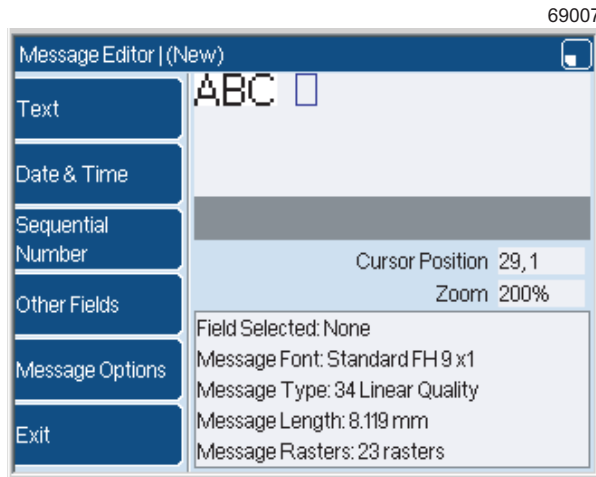 69007
Message Editor | (New)
Text
ABC
Date & Time
Sequential
Number
Cursor Position 29,1
Zoom 200%
Other Fields
Field Selected: None
Message Font: Standard FH 9 x1
Message Options
Message Type: 34 Linear Quality
Message Length: 8.119 mm
Exit
Message Rasters: 23 rasters